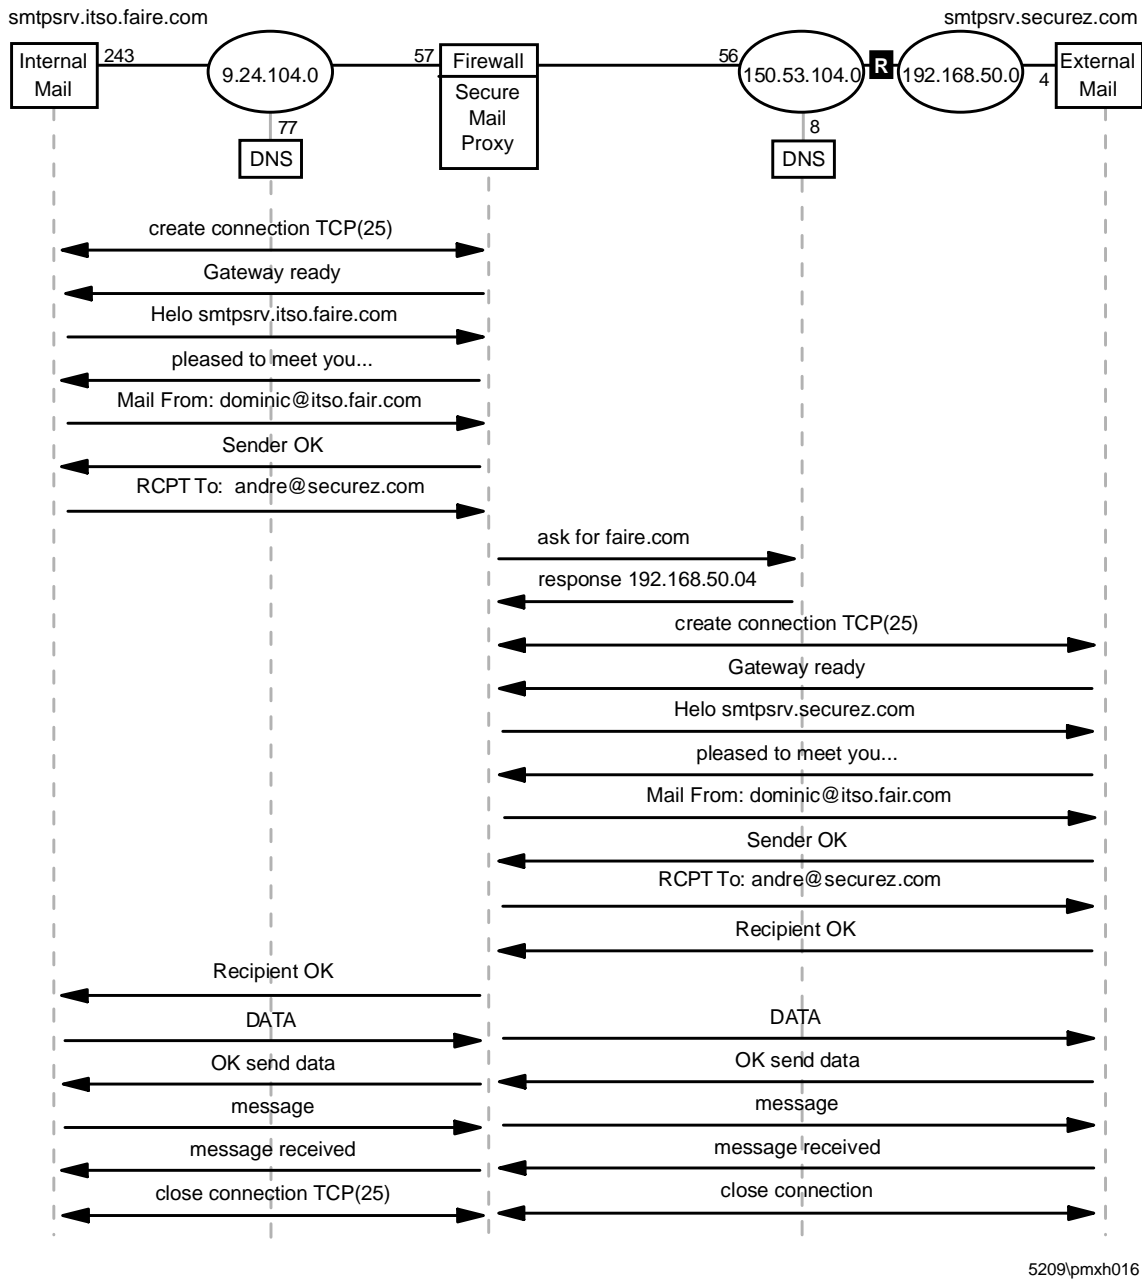 smtpsrv.itso.faire.com
smtpsrv.securez.com
Internal
Mail
243
9.24.104.0
57
Firewall
Secure
Mail
Proxy
56
150.53.104.0
R
192.168.50.0
4
External
Mail
77
DNS
8
DNS
create connection TCP(25)
Gateway ready
Helo smtpsrv.itso.faire.com
pleased to meet you...
Mail From: dominic@itso.fair.com
Sender OK
RCPT To: andre@securez.com
ask for faire.com
response 192.168.50.04
create connection TCP(25)
Gateway ready
Helo smtpsrv.securez.com
pleased to meet you...
Mail From: dominic@itso.fair.com
Sender OK
RCPT To: andre@securez.com
Recipient OK
Recipient OK
DATA
DATA
OK send data
OK send data
message
message
message received
message received
close connection TCP(25)
close connection
5209\pmxh016